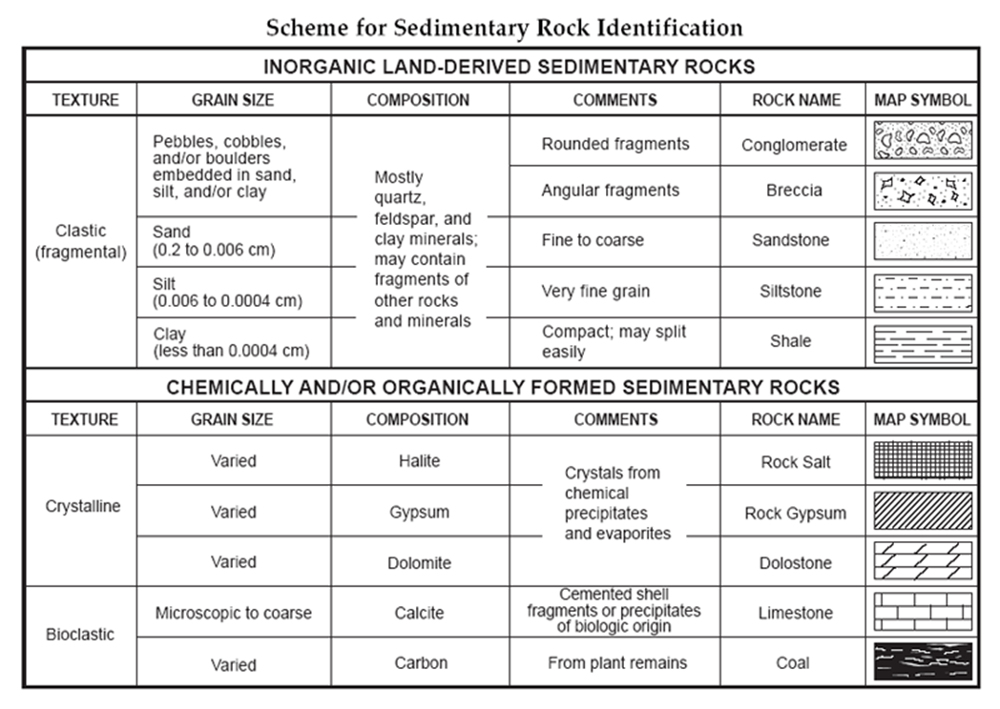 Scheme for Sedimentary Rock Identification
INORGANIC LAND-DERIVED SEDIMENTARY ROCKS
TEXTURE GRAIN SIZE COMPOSITION COMMENTS ROCK NAME MAP SYMBOL
Clastic
(fragmental)
Pebbles, cobbles,
and/or boulders
embedded in sand,
silt, and/or clay
Mostly
quartz,
feldspar, and
clay minerals;
may contain
fragments of
other rocks
and minerals
Rounded fragments Conglomerate
Angular fragments Breccia
Sand
(0.2 to 0.006 cm)
Fine to coarse Sandstone
Silt
(0.006 to 0.0004 cm)
Very fine grain Siltstone
Clay
(less than 0.0004 cm)
Compact; may split
easily
Shale
CHEMICALLY AND/OR ORGANICALLY FORMED SEDIMENTARY ROCKS
TEXTURE GRAIN SIZE COMPOSITION COMMENTS ROCK NAME MAP SYMBOL
Crystalline
Varied Halite
Crystals from
chemical
precipitates
and evaporites
Rock Salt
Varied Gypsum Rock Gypsum
Varied Dolomite Dolostone
Bioclastic
Microscopic to coarse Calcite
Cemented shell
fragments or precipitates
of biologic origin
Limestone
Varied Carbon From plant remains Coal